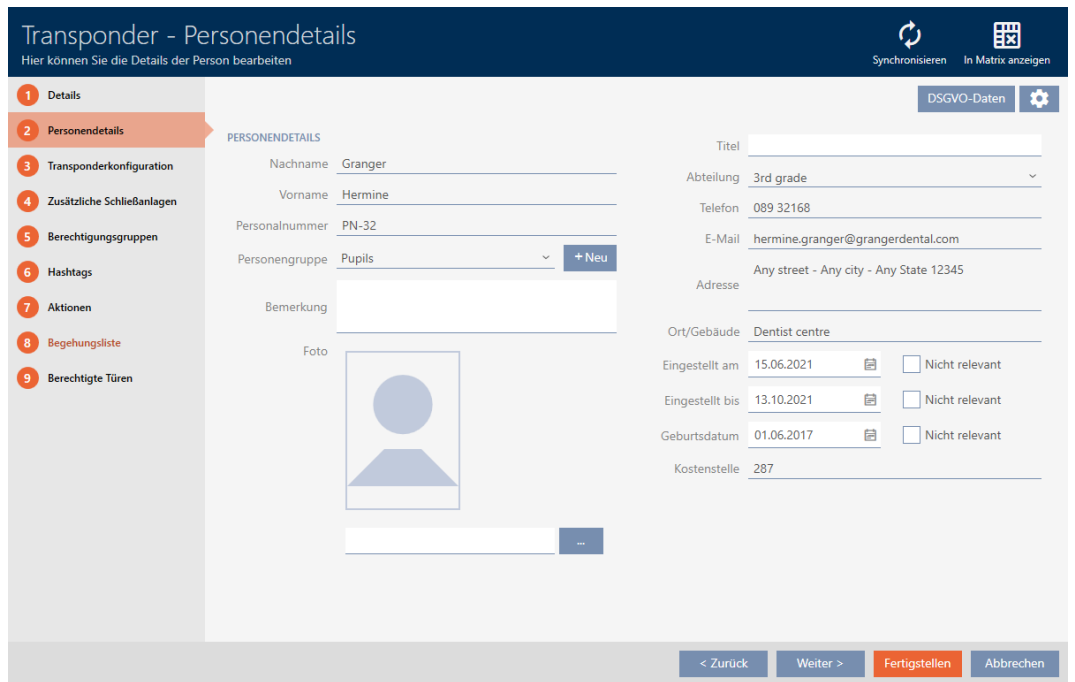 Transponder - Personendetails
Hier können Sie die Details der Person bearbeiten
Synchronisieren
In Matrix anzeigen
1 Details
2 Personendetails
3 Transponderkonfiguration
4 Zusätzliche Schließanlagen
5 Berechtigungsgruppen
6 Hashtags
7 Aktionen
8 Begehungsliste
9 Berechtigte Türen
DSGVO-Daten
PERSONENDETAILS
Nachname Granger
Vorname Hermine
Personalnummer PN-32
Personengruppe Pupils + Neu
Bemerkung
Foto
...
Titel
Abteilung 3rd grade
Telefon 089 32168
E-Mail hermine.granger@grangerdental.com
Adresse Any street - Any city - Any State 12345
Ort/Gebäude Dentist centre
Eingestellt am 15.06.2021 Nicht relevant
Eingestellt bis 13.10.2021 Nicht relevant
Geburtsdatum 01.06.2017 Nicht relevant
Kostenstelle 287
< Zurück
Weiter >
Fertigstellen
Abbrechen